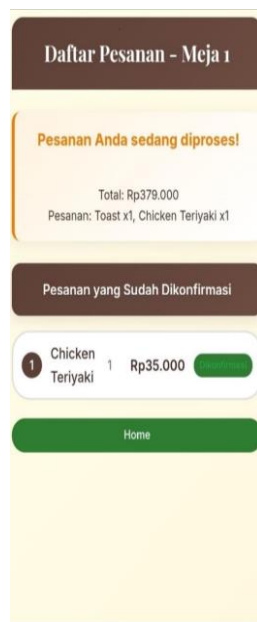 Daftar Pesanan - Meja 1
Pesanan Anda sedang diproses!
Total: Rp379.000
Pesanan: Toast x1, Chicken Teriyaki x1
Pesanan yang Sudah Dikonfirmasi
1 Chicken Teriyaki 1 Rp35.000 Dikonfirmasi
Home